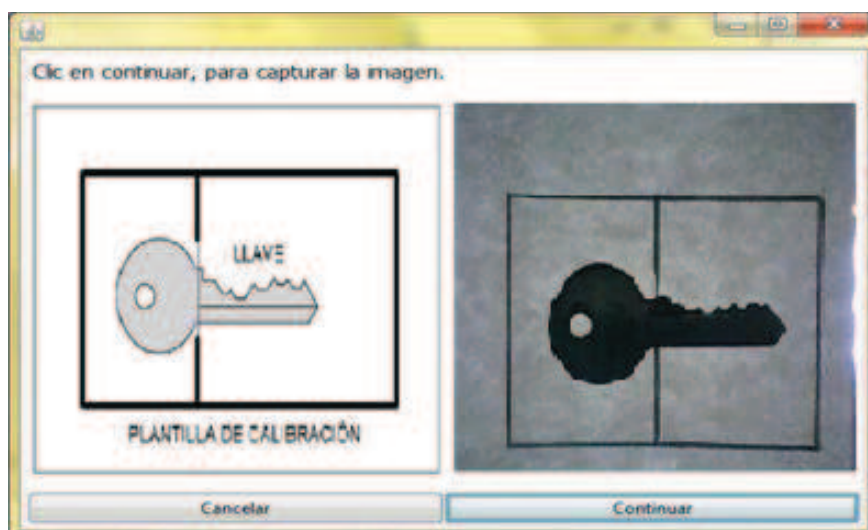 Clic en continuar, para capturar la imagen.
LLAVE
PLANTILLA DE CALIBRACIÓN
Cancelar
Continuar